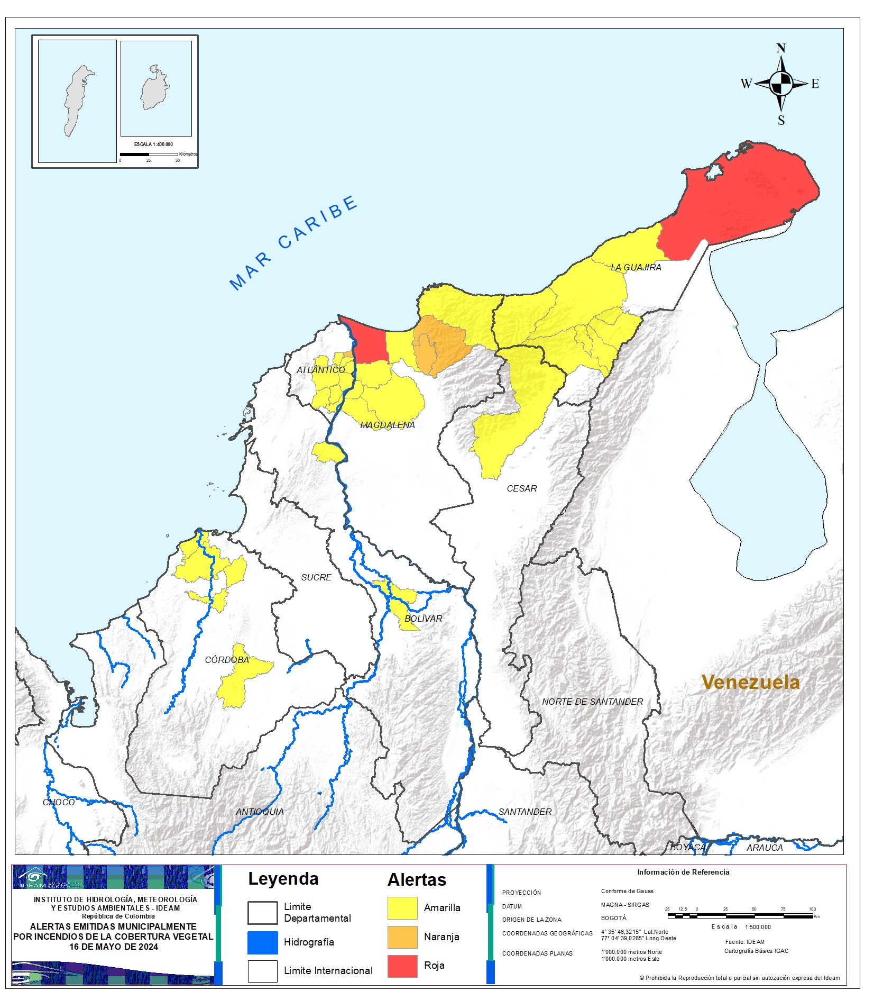 ESCALA 1:400.000
Kilómetros
0 25 50
N
W E
S
MAR CARIBE
LA GUAJIRA
ATLÁNTICO
MAGDALENA
CESAR
SUCRE
BOLÍVAR
CÓRDOBA
Venezuela
NORTE DE SANTANDER
CHOCÓ
ANTIOQUIA
SANTANDER
BOYACÁ
ARAUCA
IDEAM
INSTITUTO DE HIDROLOGÍA, METEOROLOGÍA
Y ESTUDIOS AMBIENTALES - IDEAM
República de Colombia
ALERTAS EMITIDAS MUNICIPALMENTE
POR INCENDIOS DE LA COBERTURA VEGETAL
16 DE MAYO DE 2024
Leyenda
Limite
Departamental
Hidrografía
Limite Internacional
Alertas
Amarilla
Naranja
Roja
Información de Referencia
PROYECCIÓN Conforme de Gauss
DATUM MAGNA - SIRGAS
ORIGEN DE LA ZONA BOGOTÁ
COORDENADAS GEOGRÁFICAS 4° 35' 46,3215" Lat.Norte
77° 04' 39,0285" Long.Oeste
COORDENADAS PLANAS 1'000.000 metros Norte
1'000.000 metros Este
25 12,5 0 25 50 75 100
Km
Escala 1:500.000
Fuente: IDEAM
Cartografía Básica IGAC
© Prohibida la Reproducción total o parcial sin autozación expresa del Ideam